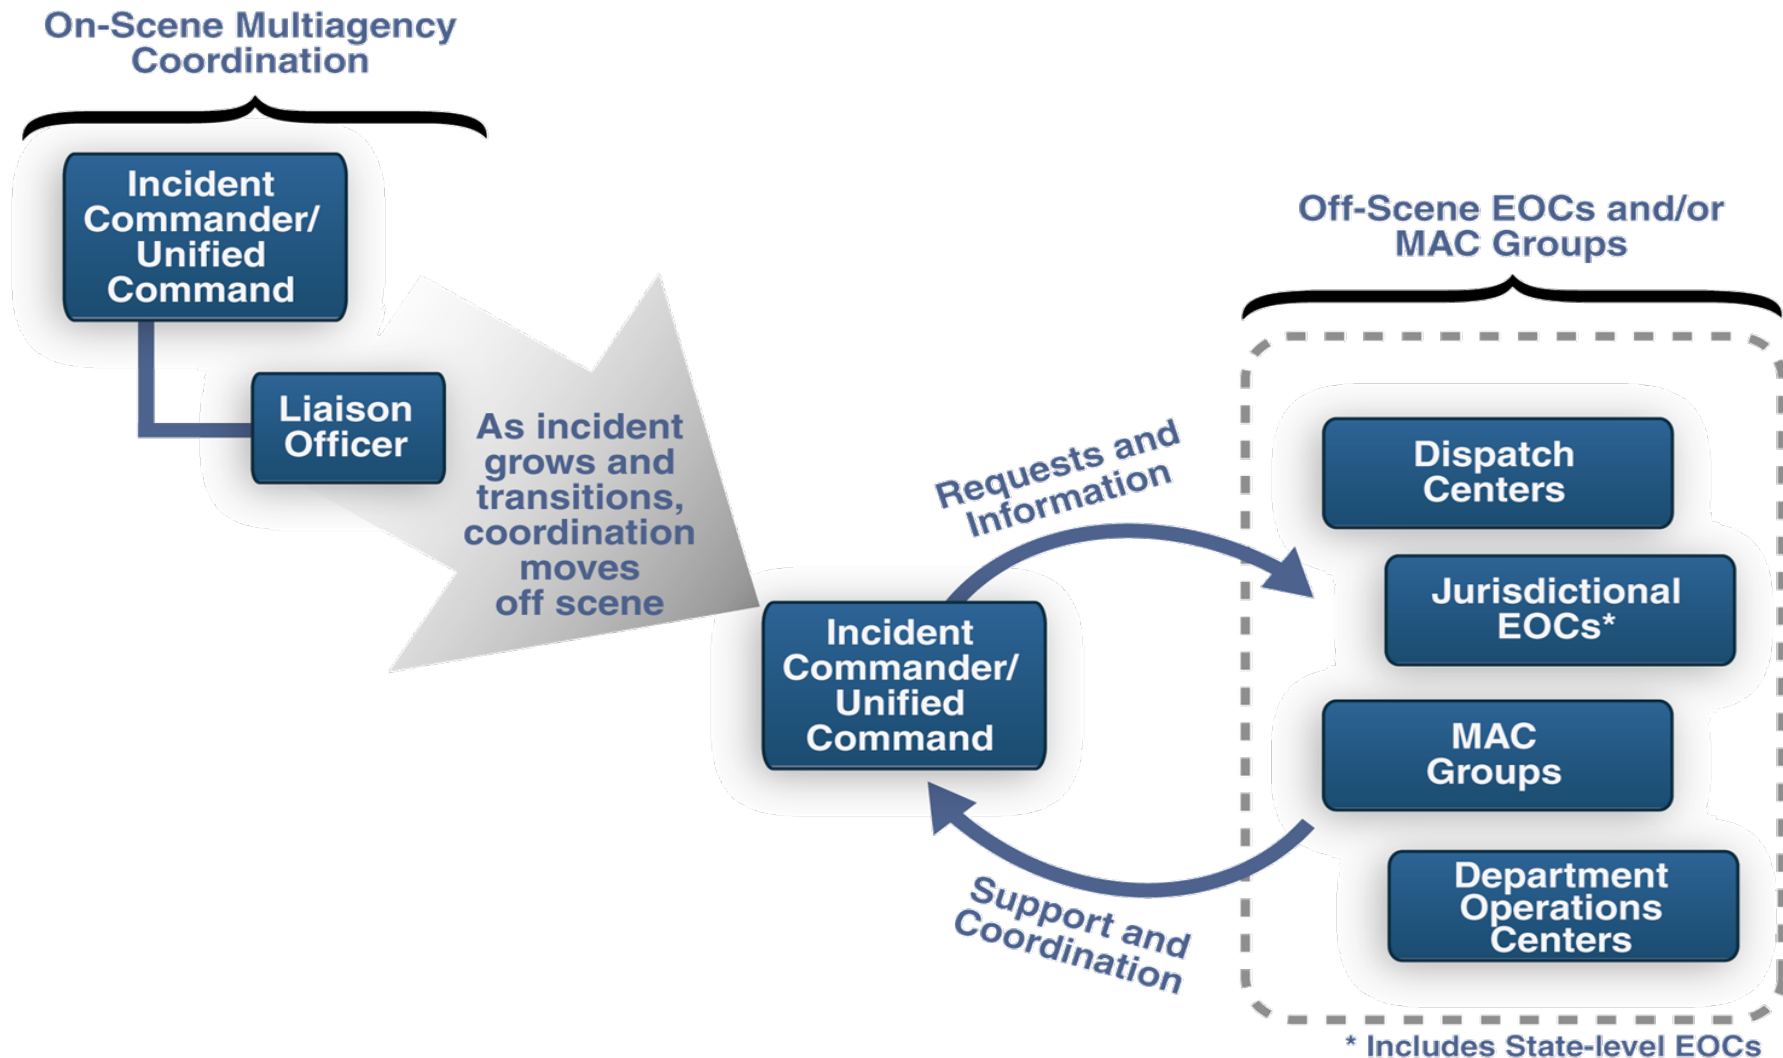 On-Scene Multiagency
Coordination
Incident
Commander/
Unified
Command
Liaison
Officer
As incident
grows and
transitions,
coordination
moves
off scene
Incident
Commander/
Unified
Command
Requests and
Information
Support and
Coordination
Off-Scene EOCs and/or
MAC Groups
Dispatch
Centers
Jurisdictional
EOCs*
MAC
Groups
Department
Operations
Centers
* Includes State-level EOCs